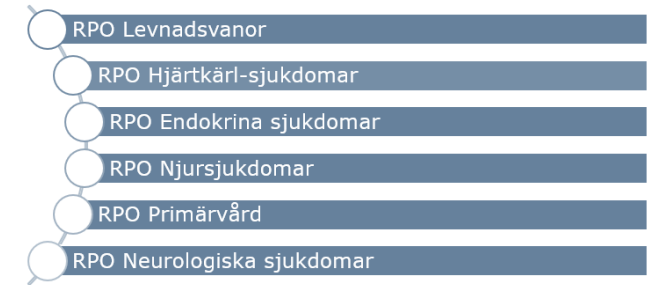 RPO Levnadsvanor
RPO Hjärtkärl-sjukdomar
RPO Endokrina sjukdomar
RPO Njursjukdomar
RPO Primärvård
RPO Neurologiska sjukdomar